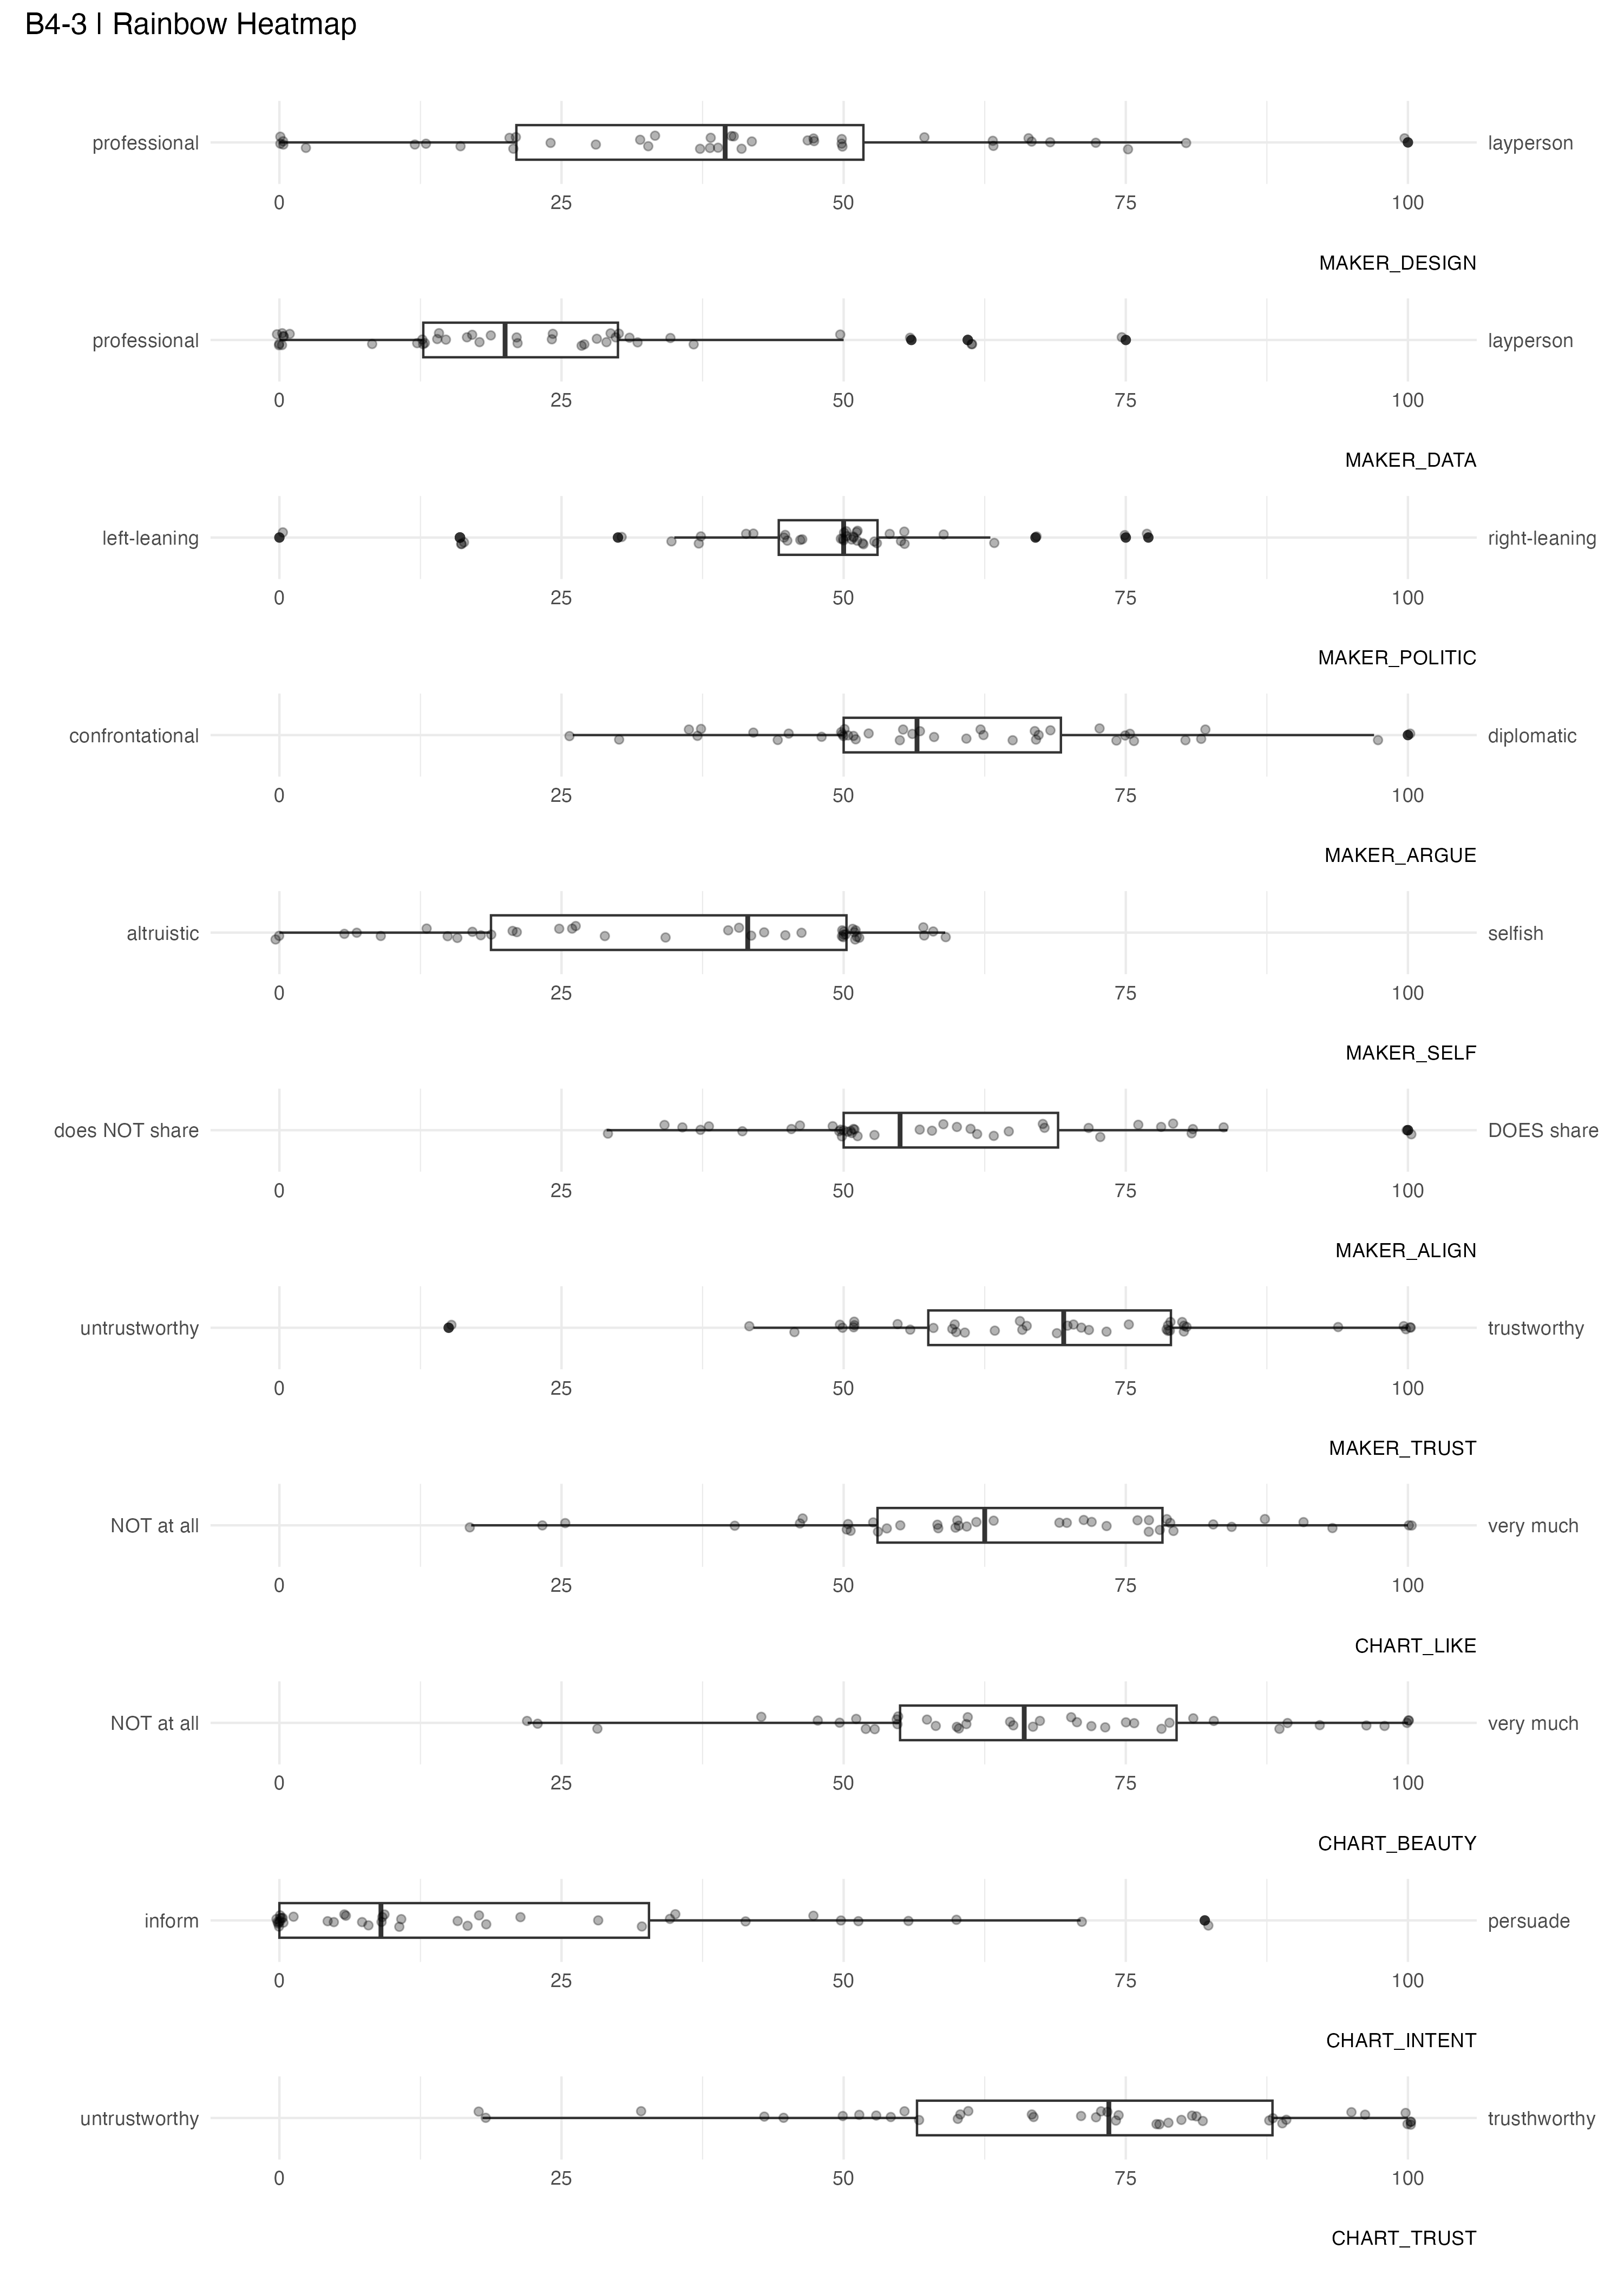 B4-3 | Rainbow Heatmap
professional layperson
0 25 50 75 100
MAKER_DESIGN
professional layperson
0 25 50 75 100
MAKER_DATA
left-leaning right-leaning
0 25 50 75 100
MAKER_POLITIC
confrontational diplomatic
0 25 50 75 100
MAKER_ARGUE
altruistic selfish
0 25 50 75 100
MAKER_SELF
does NOT share DOES share
0 25 50 75 100
MAKER_ALIGN
untrustworthy trustworthy
0 25 50 75 100
MAKER_TRUST
NOT at all very much
0 25 50 75 100
CHART_LIKE
NOT at all very much
0 25 50 75 100
CHART_BEAUTY
inform persuade
0 25 50 75 100
CHART_INTENT
untrustworthy trusthworthy
0 25 50 75 100
CHART_TRUST